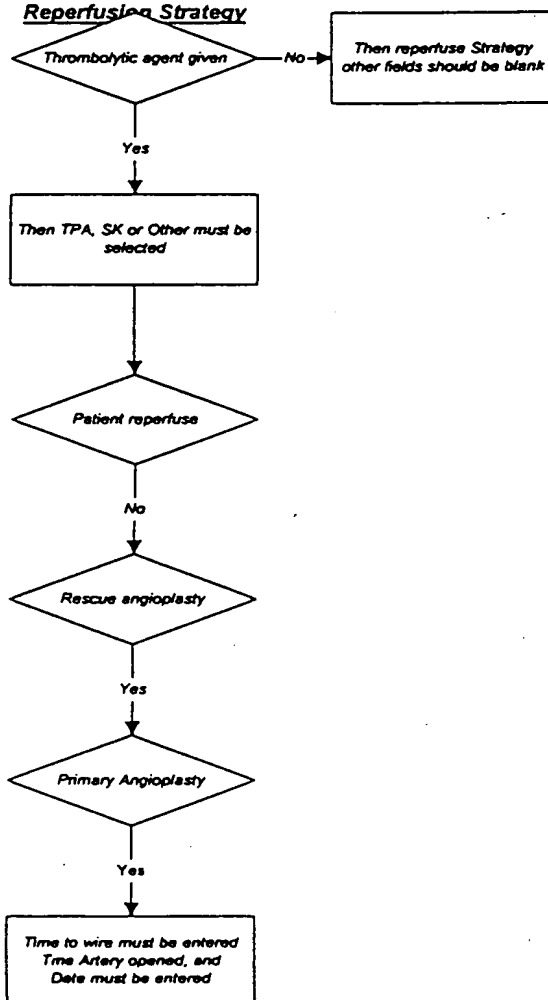 Reperfusion Strategy
Thrombolytic agent given
No
Then reperfuse Strategy
other fields should be blank
Yes
Then TPA, SK or Other must be
selected
Patient reperfuse
No
Rescue angioplasty
Yes
Primary Angioplasty
Yes
Time to wire must be entered
Time Artery opened, and
Date must be entered